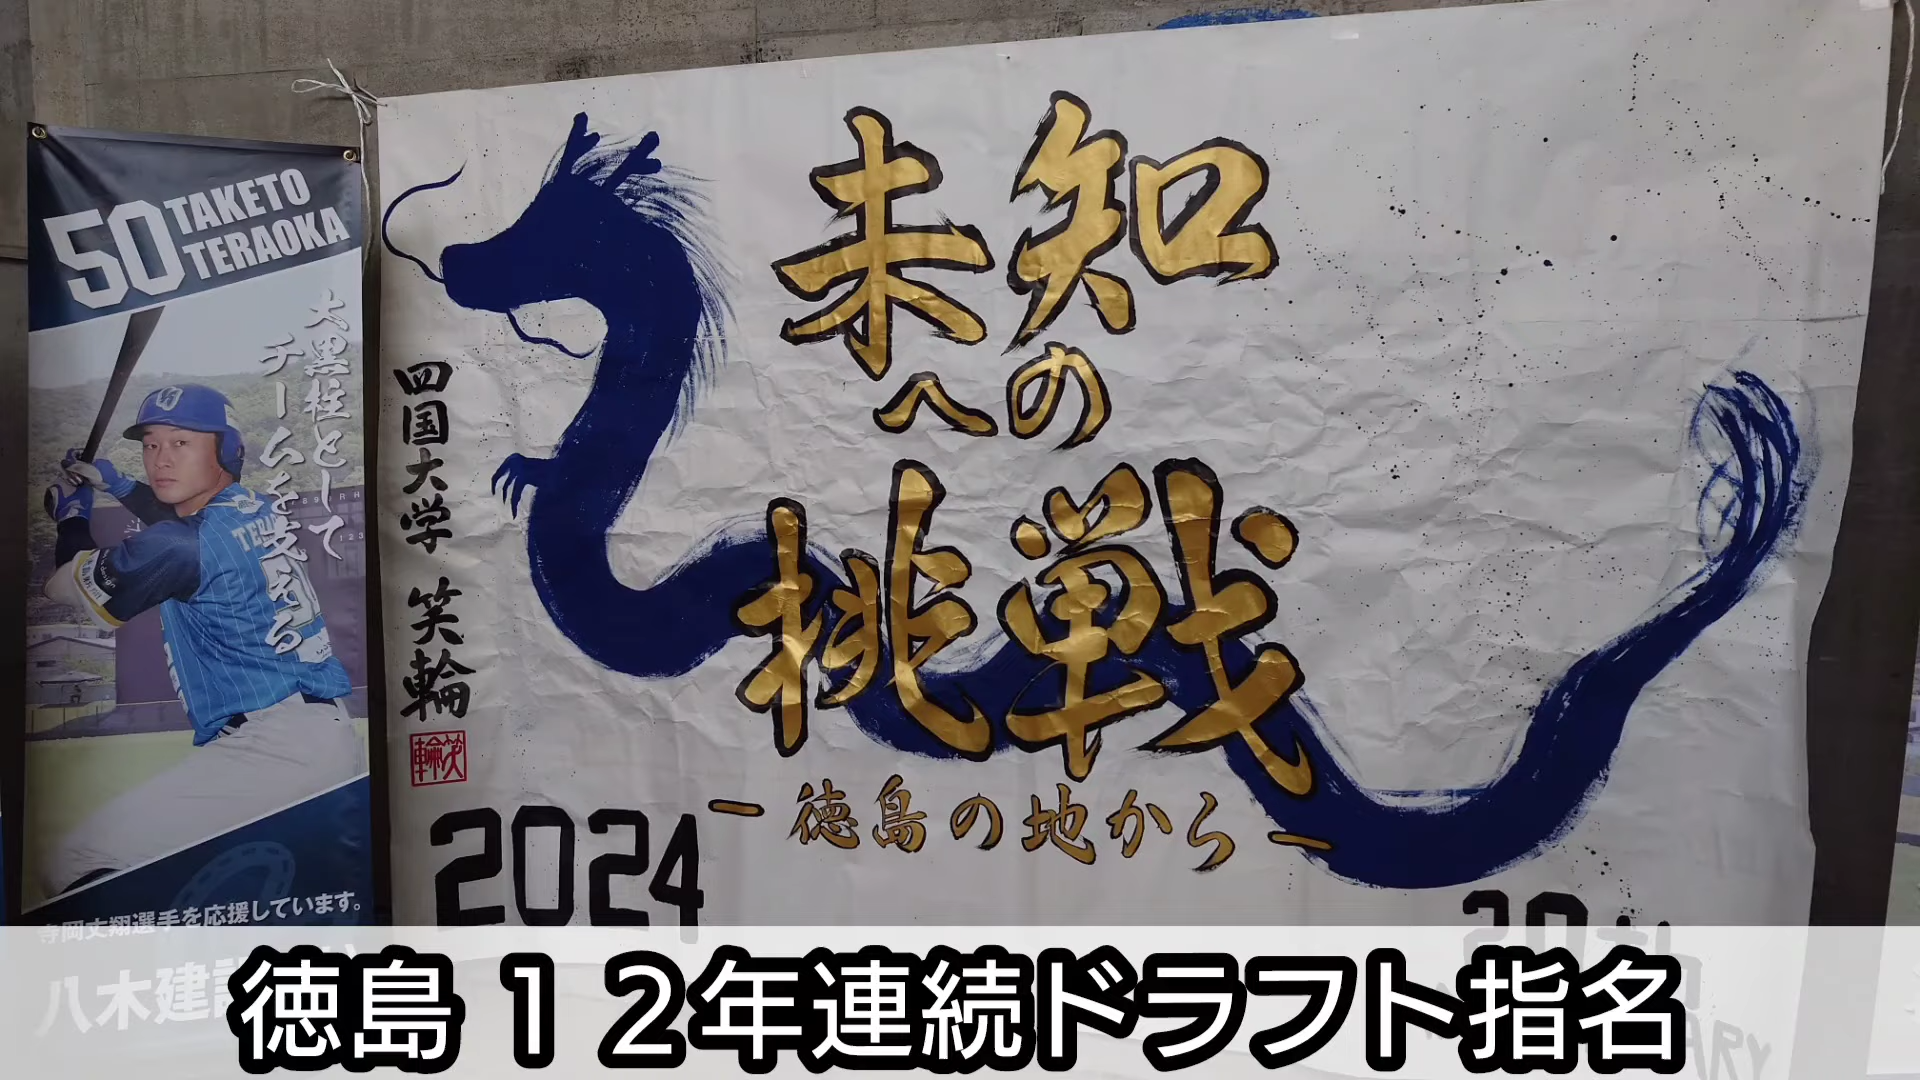 50 TAKETO
TERAOKA
大黒柱として
チームを支える
寺岡丈翔選手を応援しています。
八木建設
四国大学 笑輪
笑輪
未知
への
挑戦
ー徳島の地からー
2024
20th
徳島 12年連続ドラフト指名